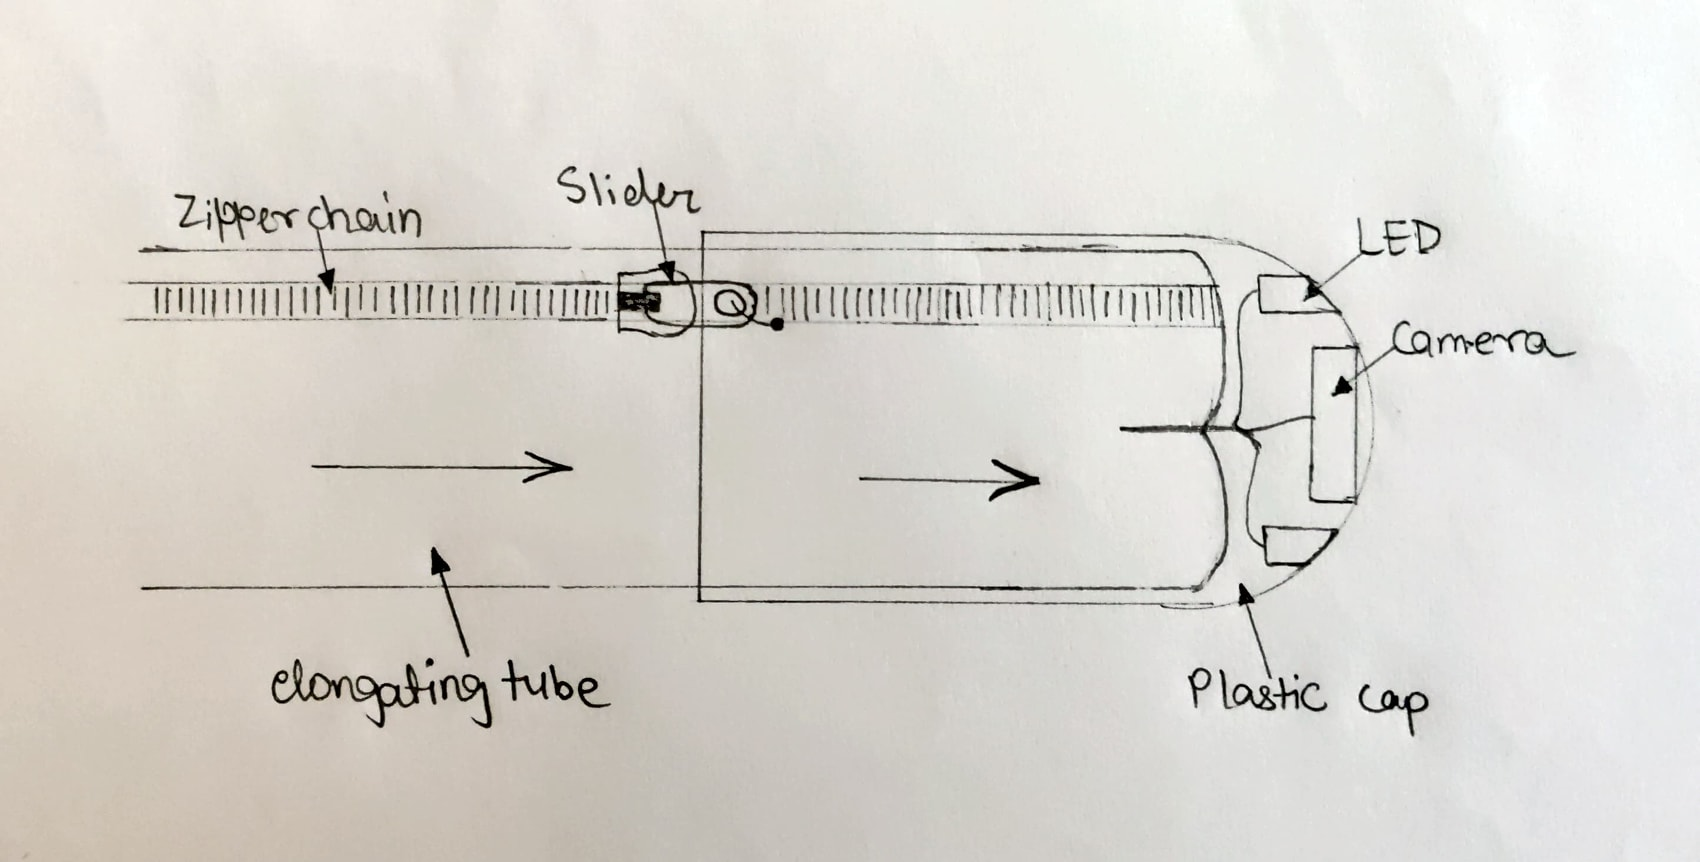 Zipper chain
Slider
LED
Camera
elongating tube
Plastic cap